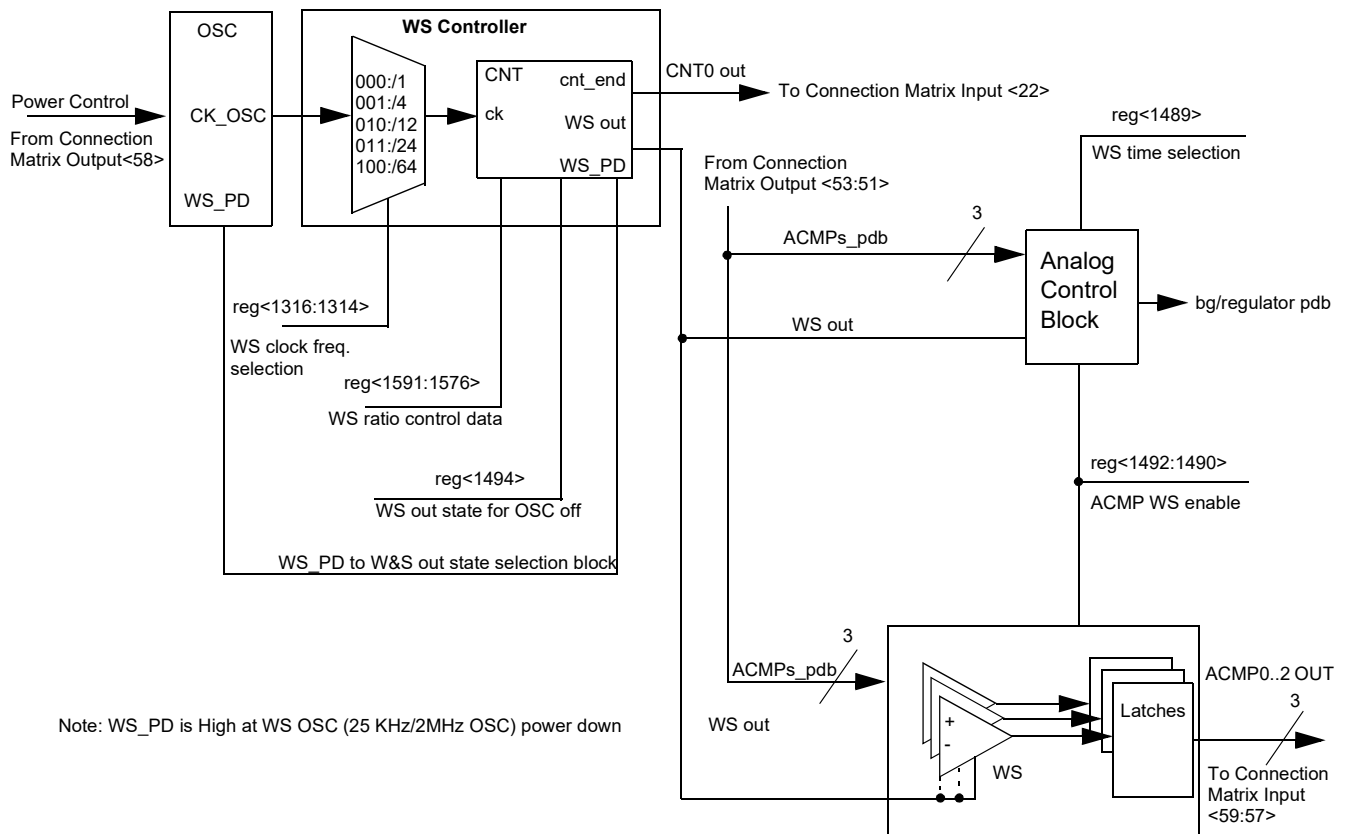 OSC
WS Controller
Power Control
From Connection
Matrix Output<58>
CK_OSC
WS_PD
000:/1
001:/4
010:/12
011:/24
100:/64
CNT
cnt_end
ck
WS out
WS_PD
CNT0 out
To Connection Matrix Input <22>
reg<1489>
WS time selection
From Connection
Matrix Output <53:51>
3
ACMPs_pdb
Analog
Control
Block
bg/regulator pdb
WS out
reg<1316:1314>
WS clock freq.
selection
reg<1591:1576>
WS ratio control data
reg<1494>
WS out state for OSC off
reg<1492:1490>
ACMP WS enable
WS_PD to W&S out state selection block
3
ACMPs_pdb
ACMP0..2 OUT
3
Latches
+
-
WS
WS out
To Connection
Matrix Input
<59:57>
Note: WS_PD is High at WS OSC (25 KHz/2MHz OSC) power down